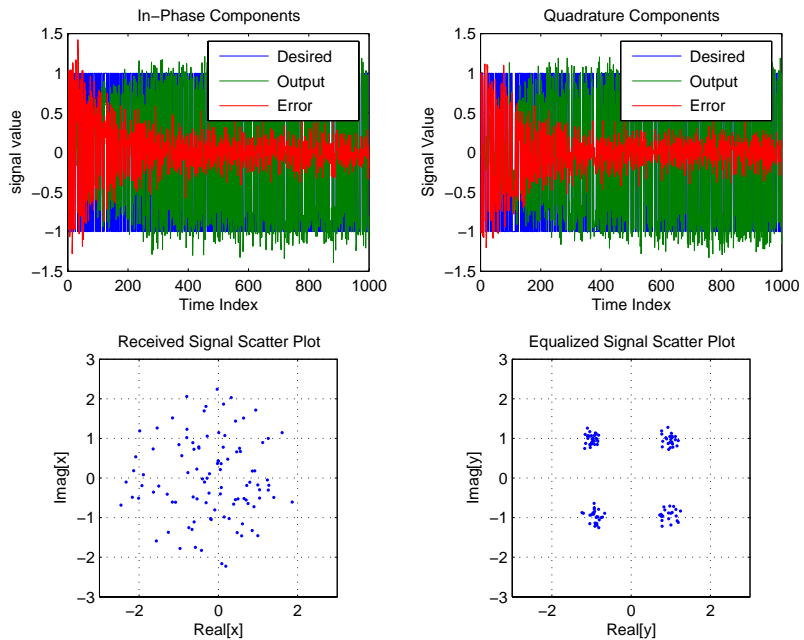 In−Phase Components
1.5
1
0.5
0
−0.5
−1
−1.5
signal value
0
200
400
600
800
1000
Time Index
Desired
Output
Error
Quadrature Components
1.5
1
0.5
0
−0.5
−1
−1.5
Signal Value
0
200
400
600
800
1000
Time Index
Desired
Output
Error
Received Signal Scatter Plot
3
2
1
0
−1
−2
−3
Imag[x]
−2
0
2
Real[x]
Equalized Signal Scatter Plot
3
2
1
0
−1
−2
−3
Imag[y]
−2
0
2
Real[y]